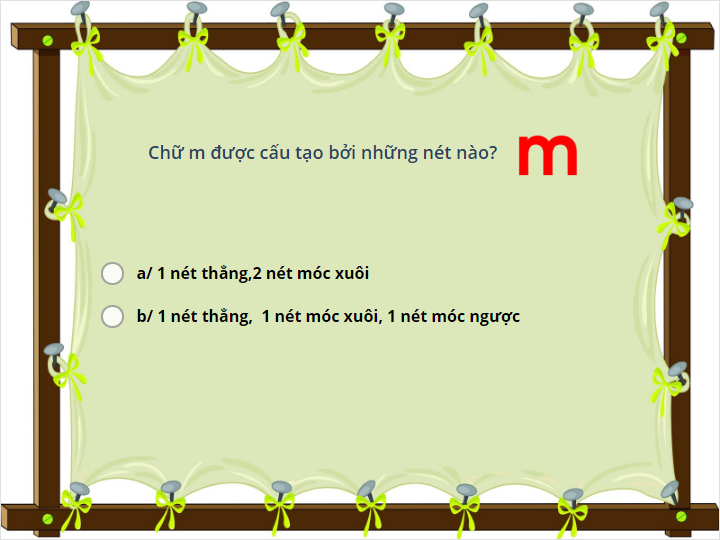 Chữ m được cấu tạo bởi những nét nào?
m
a/ 1 nét thẳng,2 nét móc xuôi
b/ 1 nét thẳng,  1 nét móc xuôi, 1 nét móc ngược